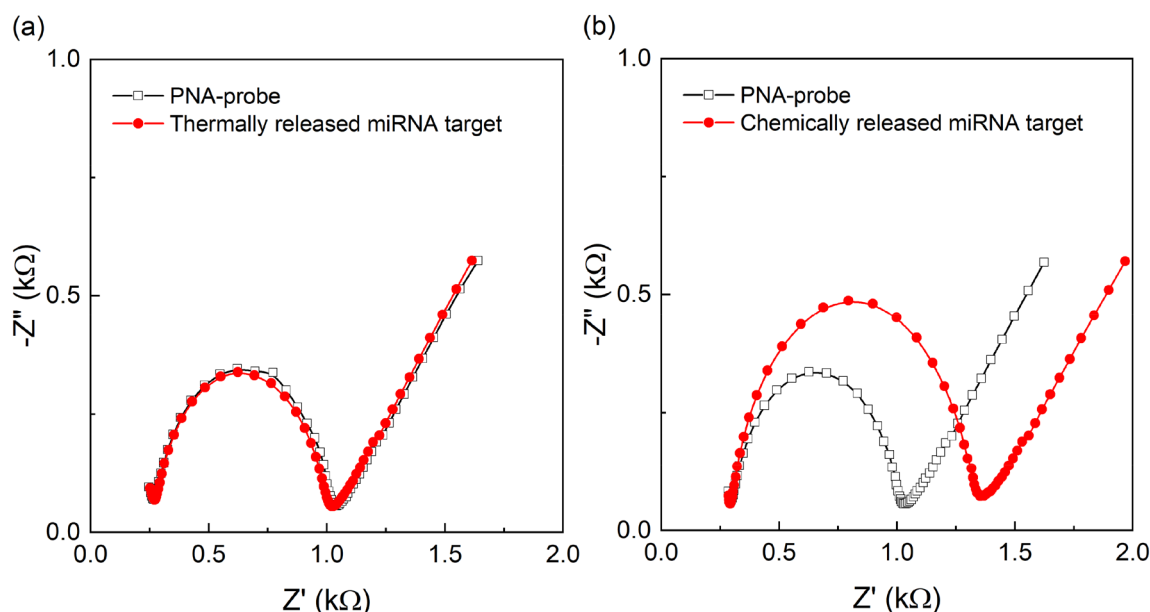 (a)
1.0
PNA-probe
Thermally released miRNA target
0.5
0.0
-Z" (kΩ)
0.0 0.5 1.0 1.5 2.0
Z' (kΩ)
(b)
1.0
PNA-probe
Chemically released miRNA target
0.5
0.0
-Z" (kΩ)
0.0 0.5 1.0 1.5 2.0
Z' (kΩ)